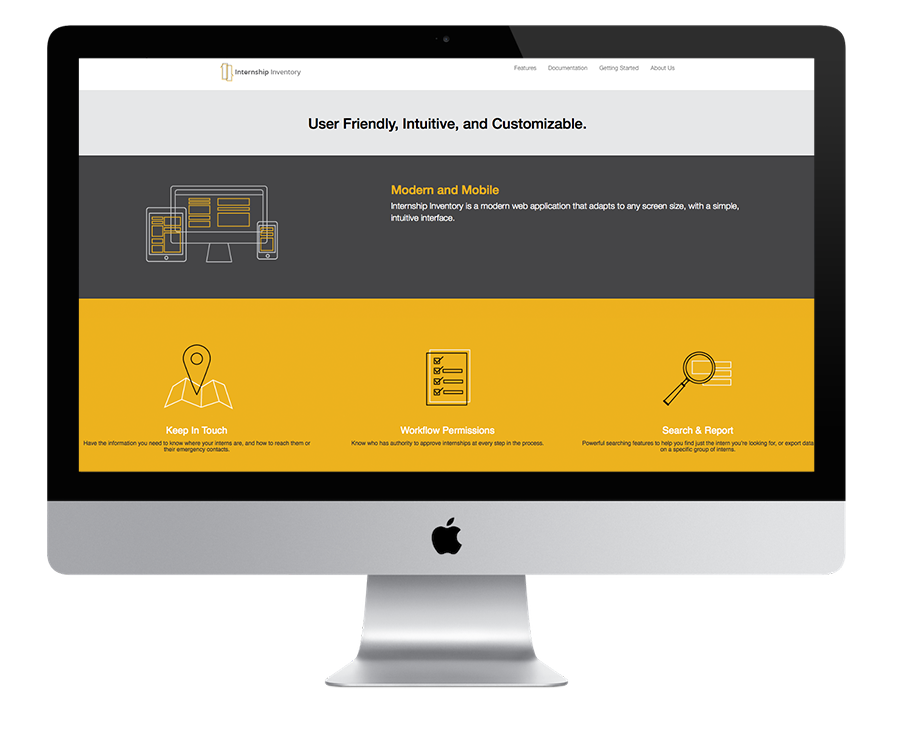 Internship Inventory
Features Documentation Getting Started About Us
User Friendly, Intuitive, and Customizable.
Modern and Mobile
Internship Inventory is a modern web application that adapts to any screen size, with a simple,
intuitive interface.
Keep In Touch
Have the information you need to know where your interns are, and how to reach them or
their emergency contacts.
Workflow Permissions
Know who has authority to approve internships at every step in the process.
Search & Report
Powerful searching features to help you find just the intern you're looking for, or export data
on a specific group of interns.